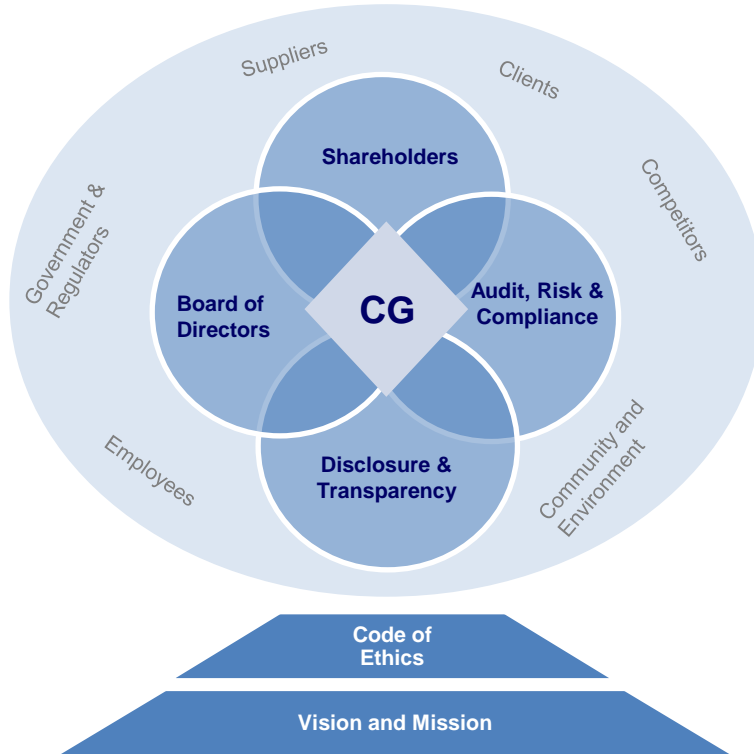 Suppliers
Clients
Government &
Regulators
Competitors
Shareholders
Board of
Directors
CG
Audit, Risk &
Compliance
Employees
Disclosure &
Transparency
Community and
Environment
Code of
Ethics
Vision and Mission